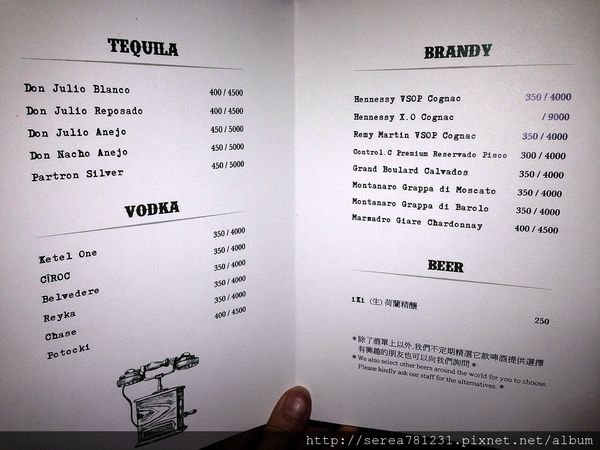 TEQUILA
Don Julio Blanco 400 / 4500
Don Julio Reposado 400 / 4500
Don Julio Anejo 450 / 5000
Don Nacho Anejo 450 / 5000
Partron Silver 450 / 5000
VODKA
Ketel One 350 / 4000
CÎROC 350 / 4000
Belvedere 350 / 4000
Reyka 350 / 4000
Chase 350 / 4000
Potocki 400 / 4500
BRANDY
Hennessy VSOP Cognac 350 / 4000
Hennessy X.O Cognac / 9000
Remy Martin VSOP Cognac 350 / 4000
Control.C Premium Reservado Pisco 300 / 4000
Grand Boulard Calvados 350 / 4000
Montanaro Grappa di Moscato 350 / 4000
Montanaro Grappa di Barolo 350 / 4000
Marzadro Giare Chardonnay 400 / 4500
BEER
iKi (生) 荷蘭精釀
250
＊除了酒單上以外,我們不定期精選它款啤酒提供選擇
有興趣的朋友也可以向我們詢問＊
＊We also select other beers around the world for you to choose.
Please kindly ask our staff for the alternatives.＊
http://serea781231.pixnet.net/album